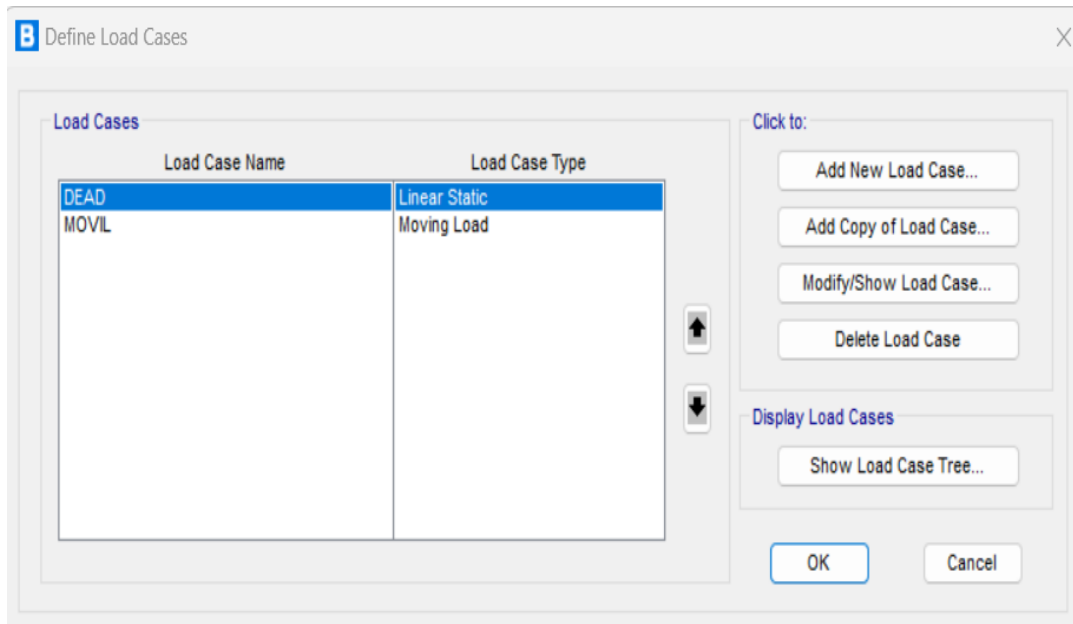 B Define Load Cases
Load Cases
Load Case Name Load Case Type
DEAD Linear Static
MOVIL Moving Load
Click to:
Add New Load Case...
Add Copy of Load Case...
Modify/Show Load Case...
Delete Load Case
Display Load Cases
Show Load Case Tree...
OK Cancel